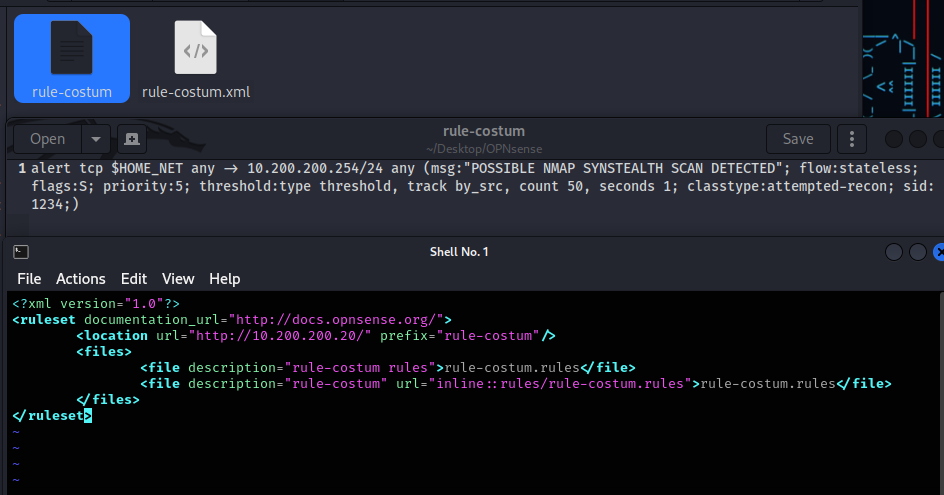 rule-costum
rule-costum.xml
Open
rule-costum
~/Desktop/OPNsense
Save
1 alert tcp $HOME_NET any -> 10.200.200.254/24 any (msg:"POSSIBLE NMAP SYNSTEALTH SCAN DETECTED"; flow:stateless;
flags:S; priority:5; threshold:type threshold, track by_src, count 50, seconds 1; classtype:attempted-recon; sid:
1234;)
Shell No. 1
File Actions Edit View Help
<?xml version="1.0"?>
<ruleset documentation_url="http://docs.opnsense.org/">
<location url="http://10.200.200.20/" prefix="rule-costum"/>
<files>
<file description="rule-costum rules">rule-costum.rules</file>
<file description="rule-costum" url="inline::rules/rule-costum.rules">rule-costum.rules</file>
</files>
</ruleset>
~
~
~
~